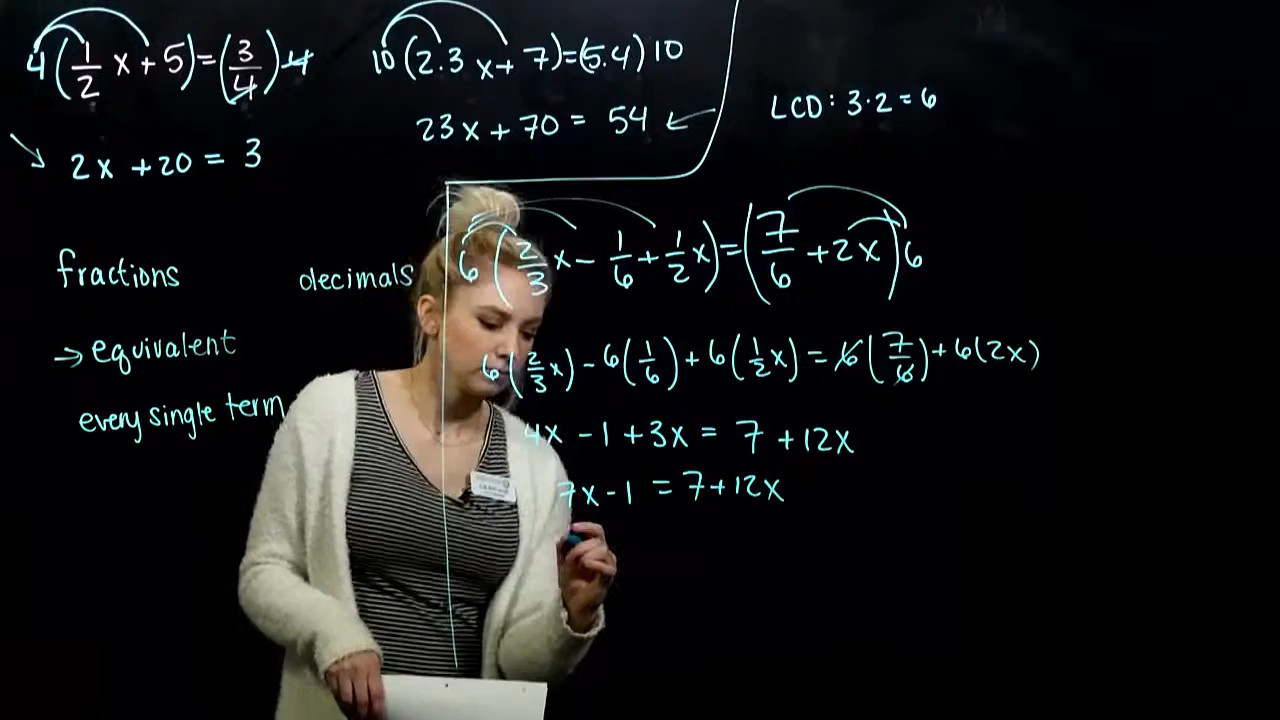 4(1/2 x + 5) = (3/4)4
2x + 20 = 3
10(2.3x + 7) = (5.4)10
23x + 70 = 54
LCD: 3·2 = 6
fractions
decimals
→ equivalent
every single term
6(2/3 x - 1/6 + 1/2 x) = (7/6 + 2x)6
6(2/3 x) - 6(1/6) + 6(1/2 x) = 6(7/6) + 6(2x)
4x - 1 + 3x = 7 + 12x
7x - 1 = 7 + 12x